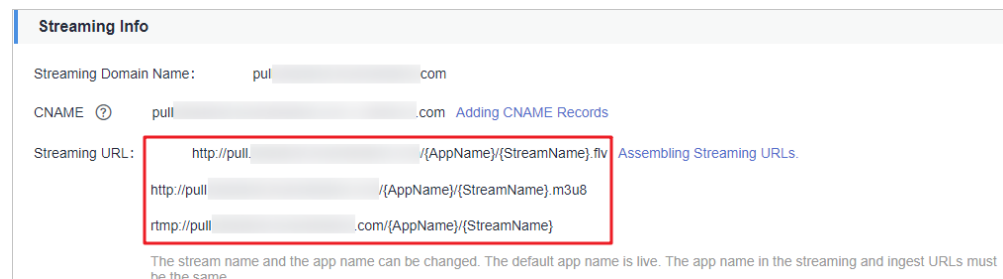 Streaming Info
Streaming Domain Name: pul com
CNAME ? pull .com Adding CNAME Records
Streaming URL: http://pull. /{AppName}/{StreamName}.flv Assembling Streaming URLs.
http://pull /{AppName}/{StreamName}.m3u8
rtmp://pull .com/{AppName}/{StreamName}
The stream name and the app name can be changed. The default app name is live. The app name in the streaming and ingest URLs must
be the same.